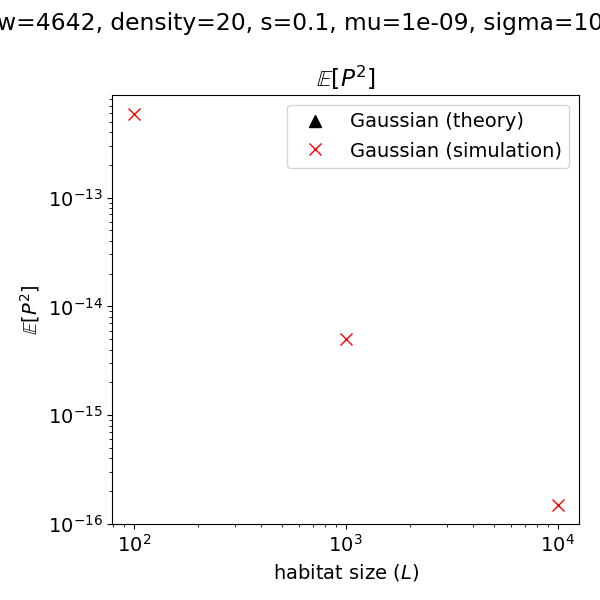 w=4642, density=20, s=0.1, mu=1e-09, sigma=10
𝔼[P²]
Gaussian (theory)
Gaussian (simulation)
10⁻¹³
10⁻¹⁴
10⁻¹⁵
10⁻¹⁶
𝔼[P²]
10² 10³ 10⁴
habitat size (L)